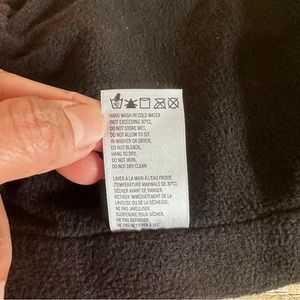 HAND WASH IN COLD WATER
(NOT EXCEEDING 30°C),
DO NOT STORE WET,
DO NOT ALLOW TO SIT
IN WASHER OR DRYER,
DO NOT BLEACH,
HANG TO DRY,
DO NOT IRON,
DO NOT DRY CLEAN
LAVER À LA MAIN À L'EAU FROIDE
(TEMPÉRATURE MAXIMALE DE 30°C),
SÉCHER AVANT DE RANGER,
RETIRER IMMÉDIATEMENT DE LA
LAVEUSE OU DE LA SÉCHEUSE,
NE PAS JAVELLISER,
SUSPENDRE POUR SÉCHER,
NE PAS REPASSER,
NE PAS NETTOYER À SEC